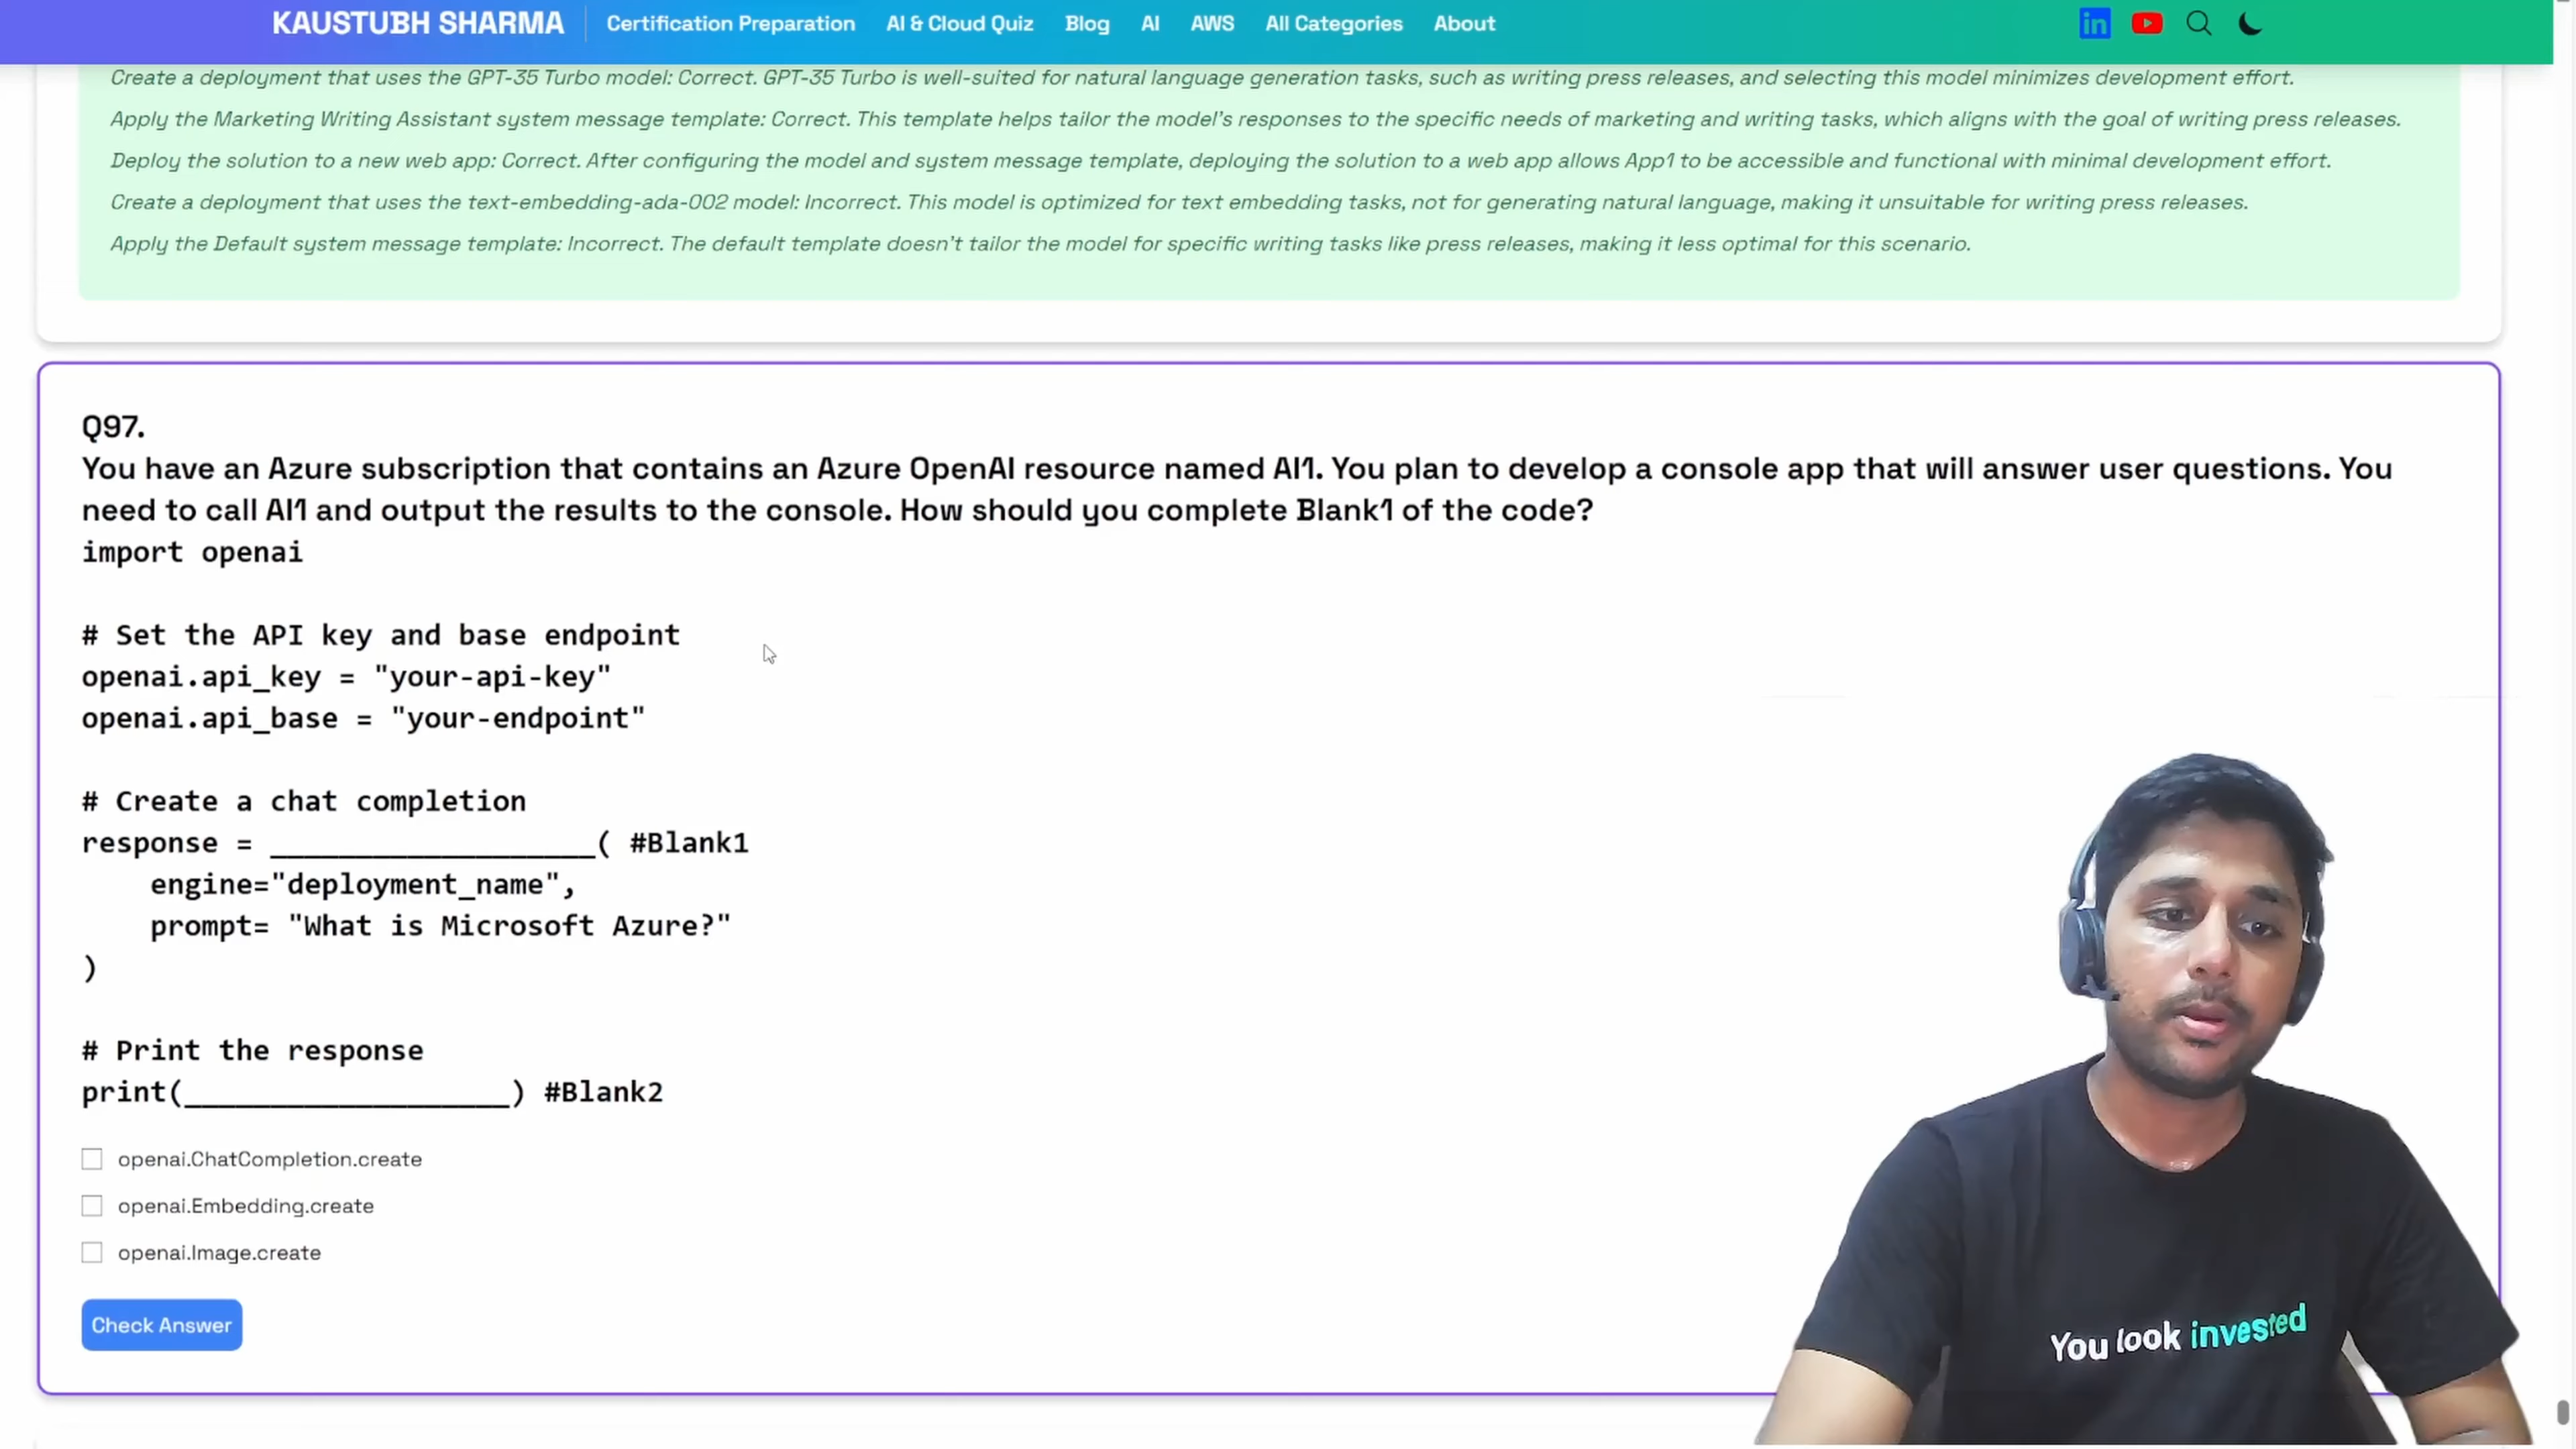 KAUSTUBH SHARMA
Certification Preparation
AI & Cloud Quiz
Blog
AI
AWS
All Categories
About
in
Create a deployment that uses the GPT-35 Turbo model: Correct. GPT-35 Turbo is well-suited for natural language generation tasks, such as writing press releases, and selecting this model minimizes development effort.
Apply the Marketing Writing Assistant system message template: Correct. This template helps tailor the model's responses to the specific needs of marketing and writing tasks, which aligns with the goal of writing press releases.
Deploy the solution to a new web app: Correct. After configuring the model and system message template, deploying the solution to a web app allows App1 to be accessible and functional with minimal development effort.
Create a deployment that uses the text-embedding-ada-002 model: Incorrect. This model is optimized for text embedding tasks, not for generating natural language, making it unsuitable for writing press releases.
Apply the Default system message template: Incorrect. The default template doesn't tailor the model for specific writing tasks like press releases, making it less optimal for this scenario.
Q97.
You have an Azure subscription that contains an Azure OpenAI resource named AI1. You plan to develop a console app that will answer user questions. You
need to call AI1 and output the results to the console. How should you complete Blank1 of the code?
import openai
# Set the API key and base endpoint
openai.api_key = "your-api-key"
openai.api_base = "your-endpoint"
# Create a chat completion
response = ___________________( #Blank1
engine="deployment_name",
prompt= "What is Microsoft Azure?"
)
# Print the response
print(___________________) #Blank2
openai.ChatCompletion.create
openai.Embedding.create
openai.Image.create
Check Answer
You look invested